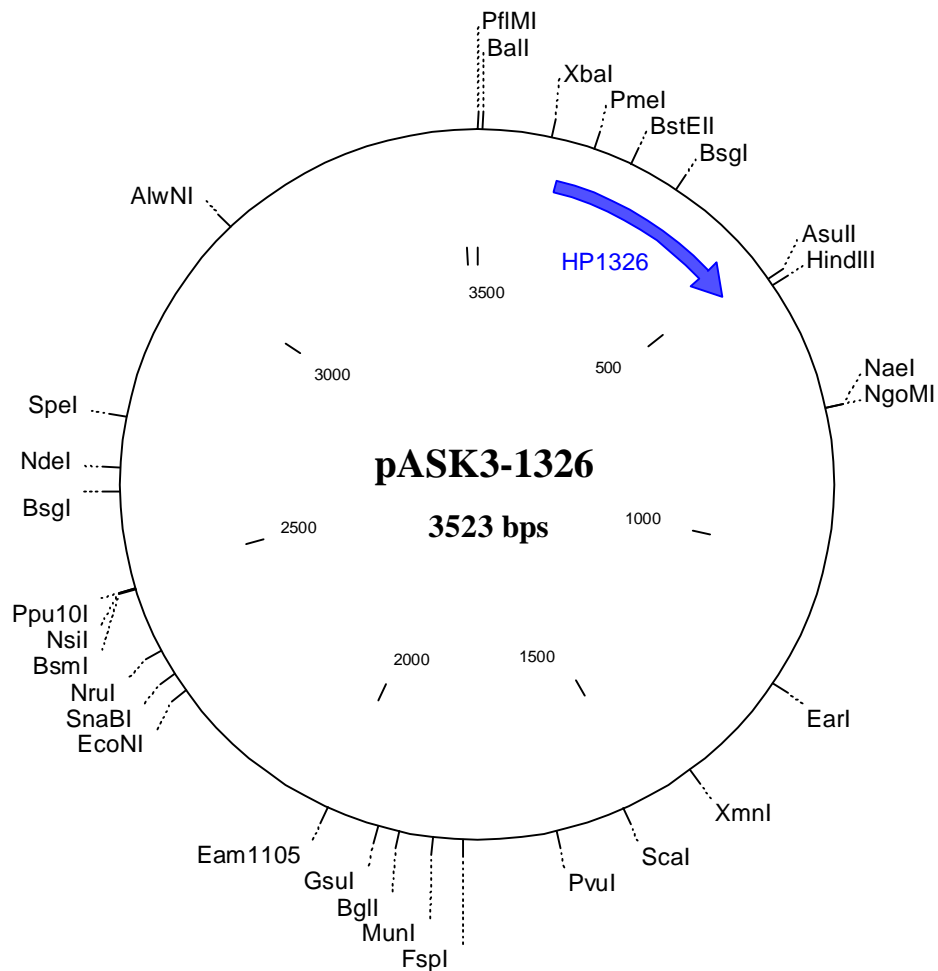 PflMI
BalI
XbaI
PmeI
BstEII
BsgI
AlwNI
AsuII
HindIII
HP1326
3500
500
3000
NaeI
NgoMI
SpeI
NdeI
BsgI
pASK3-1326
3523 bps
2500
1000
Ppu10I
NsiI
BsmI
NruI
SnaBI
EcoNI
2000
1500
EarI
XmnI
ScaI
PvuI
Eam1105
GsuI
BglI
MunI
FspI